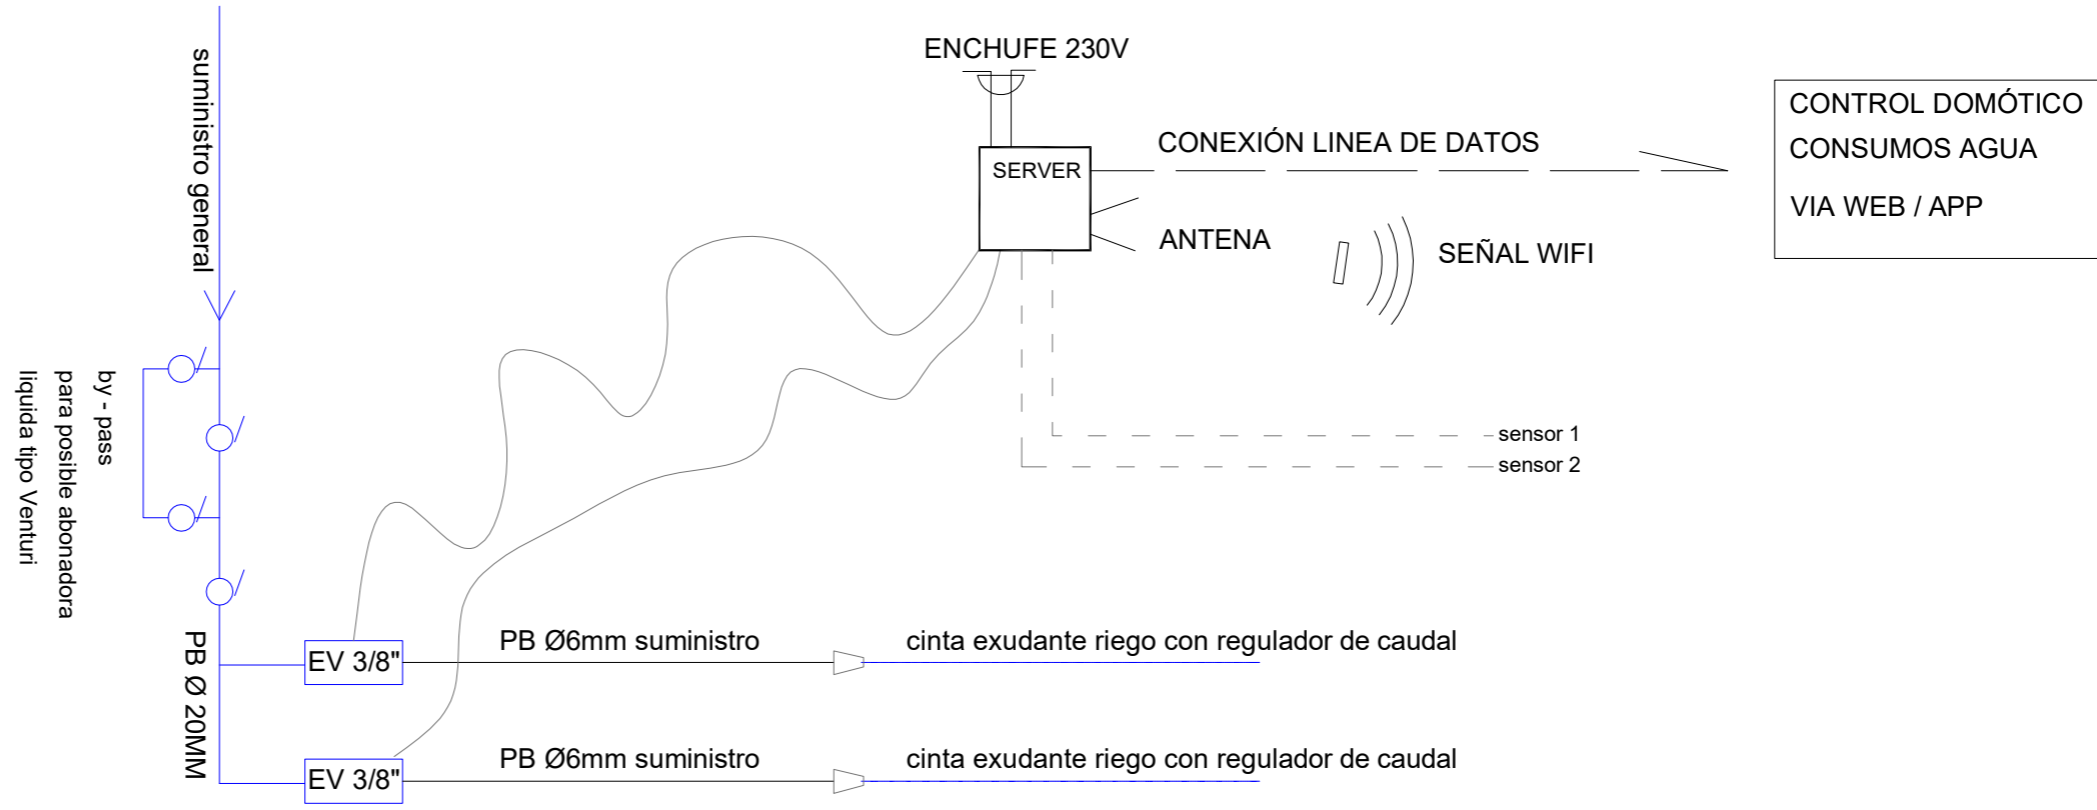 ENCHUFE 230V
suministro general
SERVER
CONEXIÓN LINEA DE DATOS
CONTROL DOMÓTICO
CONSUMOS AGUA
VIA WEB / APP
ANTENA
SEÑAL WIFI
by - pass
para posible abonadora
liquida tipo Venturi
sensor 1
sensor 2
PB Ø 20MM
EV 3/8"
PB Ø6mm suministro
cinta exudante riego con regulador de caudal
EV 3/8"
PB Ø6mm suministro
cinta exudante riego con regulador de caudal